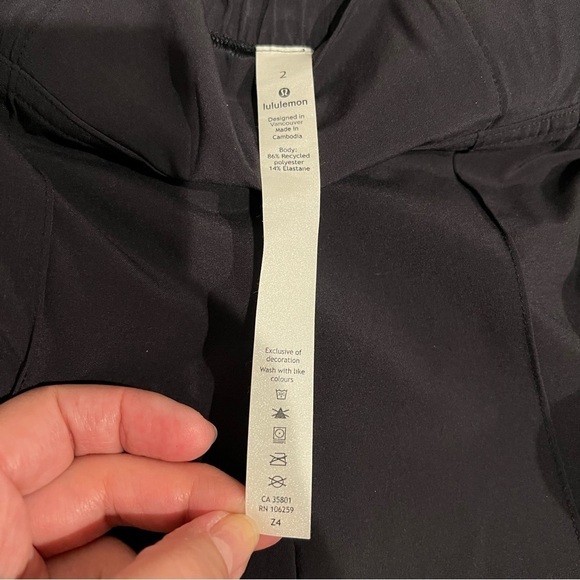 2
lululemon
Designed in
Vancouver
Made in
Cambodia
Body:
86% Recycled
polyester
14% Elastane
Exclusive of
decoration
Wash with like
colours
CA 35801
RN 106259
Z4